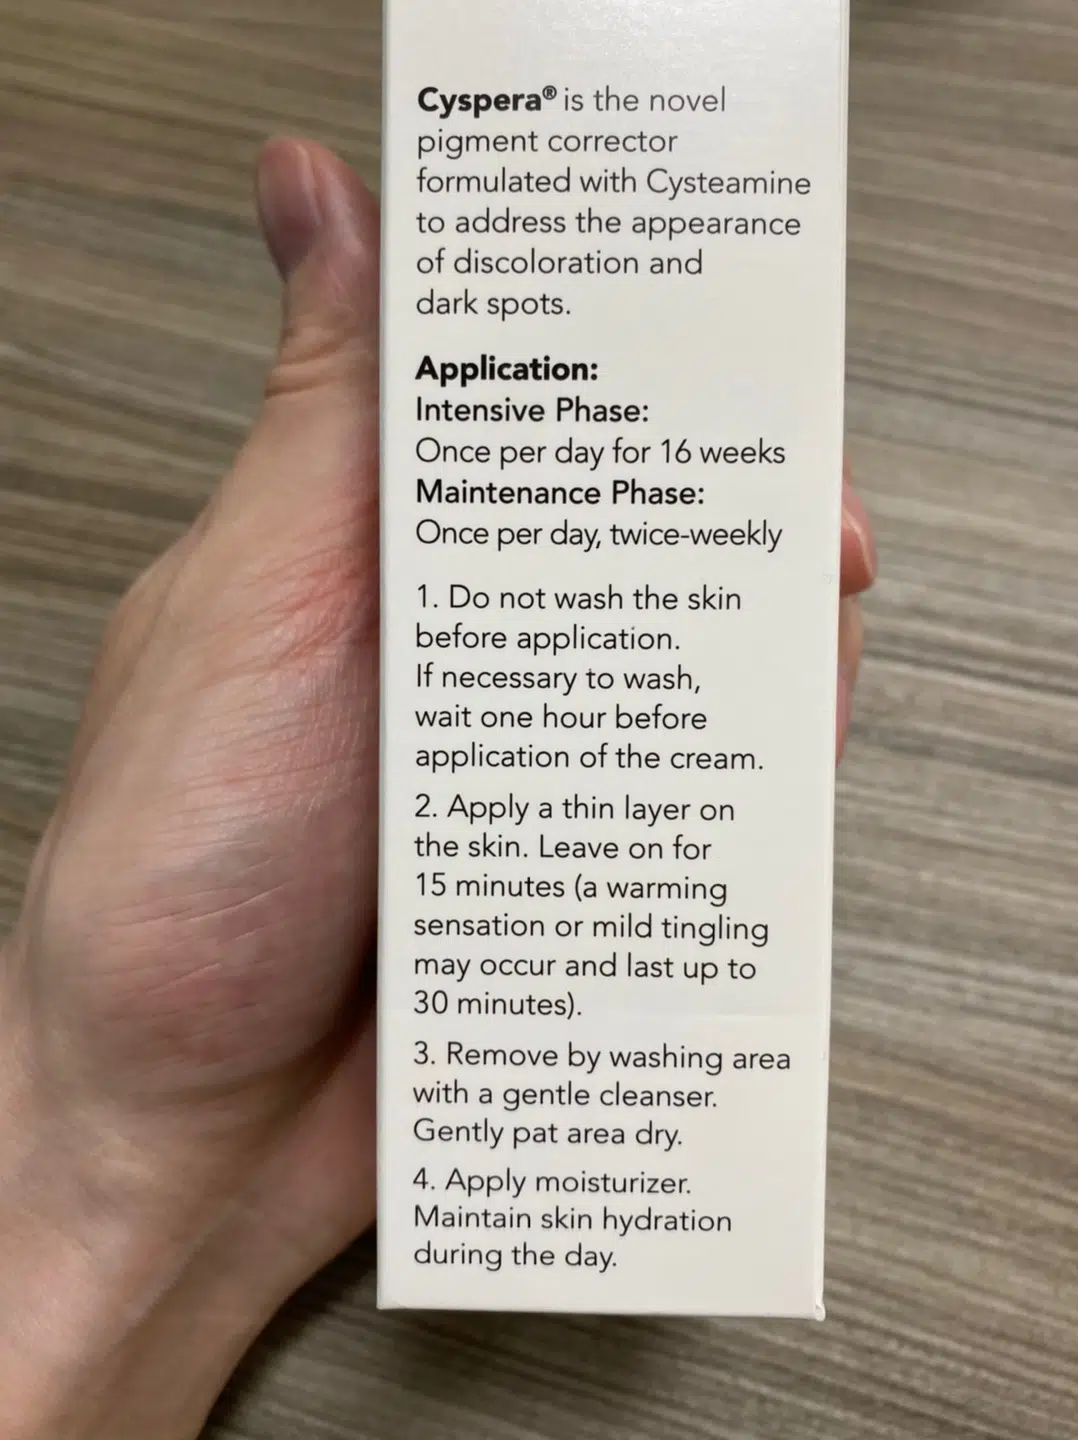 Cyspera® is the novel
pigment corrector
formulated with Cysteamine
to address the appearance
of discoloration and
dark spots.
Application:
Intensive Phase:
Once per day for 16 weeks
Maintenance Phase:
Once per day, twice-weekly
1. Do not wash the skin
before application.
If necessary to wash,
wait one hour before
application of the cream.
2. Apply a thin layer on
the skin. Leave on for
15 minutes (a warming
sensation or mild tingling
may occur and last up to
30 minutes).
3. Remove by washing area
with a gentle cleanser.
Gently pat area dry.
4. Apply moisturizer.
Maintain skin hydration
during the day.